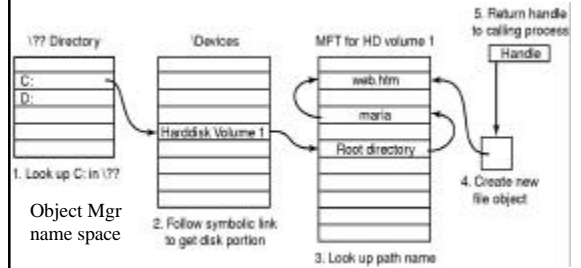 \?? Directory
C:
D:
1. Look up C: in \??
Object Mgr
name space
\Devices
Harddisk Volume 1
2. Follow symbolic link
to get disk portion
MFT for HD volume 1
web.htm
maria
Root directory
3. Look up path name
5. Return handle
to calling process
Handle
4. Create new
file object